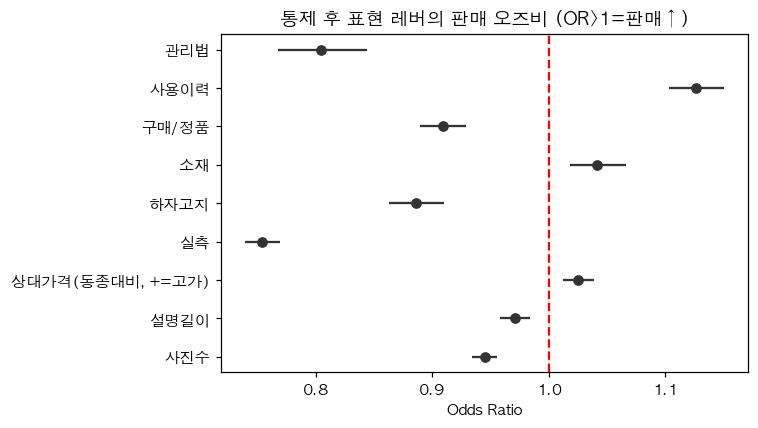 통제 후 표현 레버의 판매 오즈비 (OR>1=판매↑)
관리법
사용이력
구매/정품
소재
하자고지
실측
상대가격(동종대비, +=고가)
설명길이
사진수
0.8 0.9 1.0 1.1
Odds Ratio